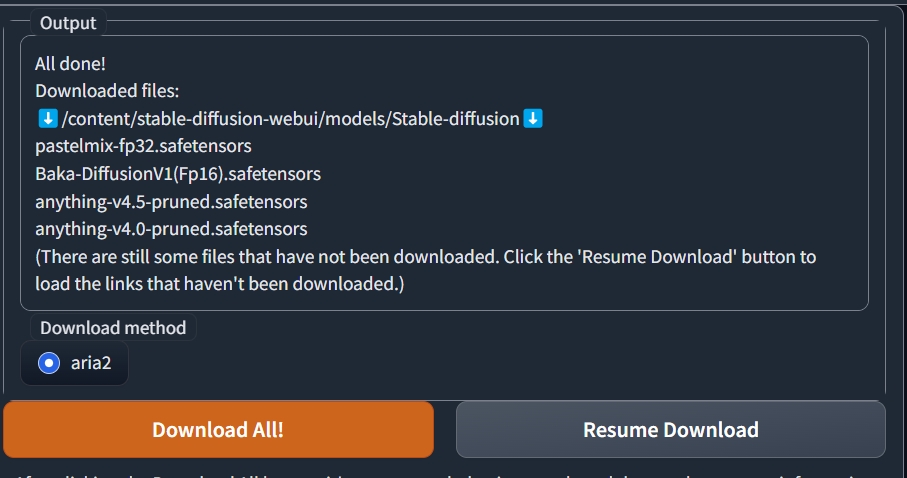 Output
All done!
Downloaded files:
⬇/content/stable-diffusion-webui/models/Stable-diffusion⬇
pastelmix-fp32.safetensors
Baka-DiffusionV1(Fp16).safetensors
anything-v4.5-pruned.safetensors
anything-v4.0-pruned.safetensors
(There are still some files that have not been downloaded. Click the 'Resume Download' button to
load the links that haven't been downloaded.)
Download method
aria2
Download All!
Resume Download